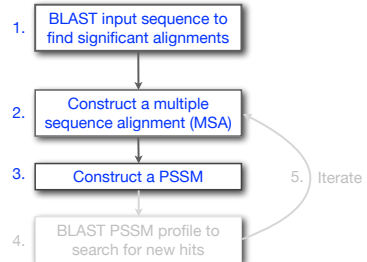 1. BLAST input sequence to
find significant alignments
2. Construct a multiple
sequence alignment (MSA)
3. Construct a PSSM
5. Iterate
4. BLAST PSSM profile to
search for new hits